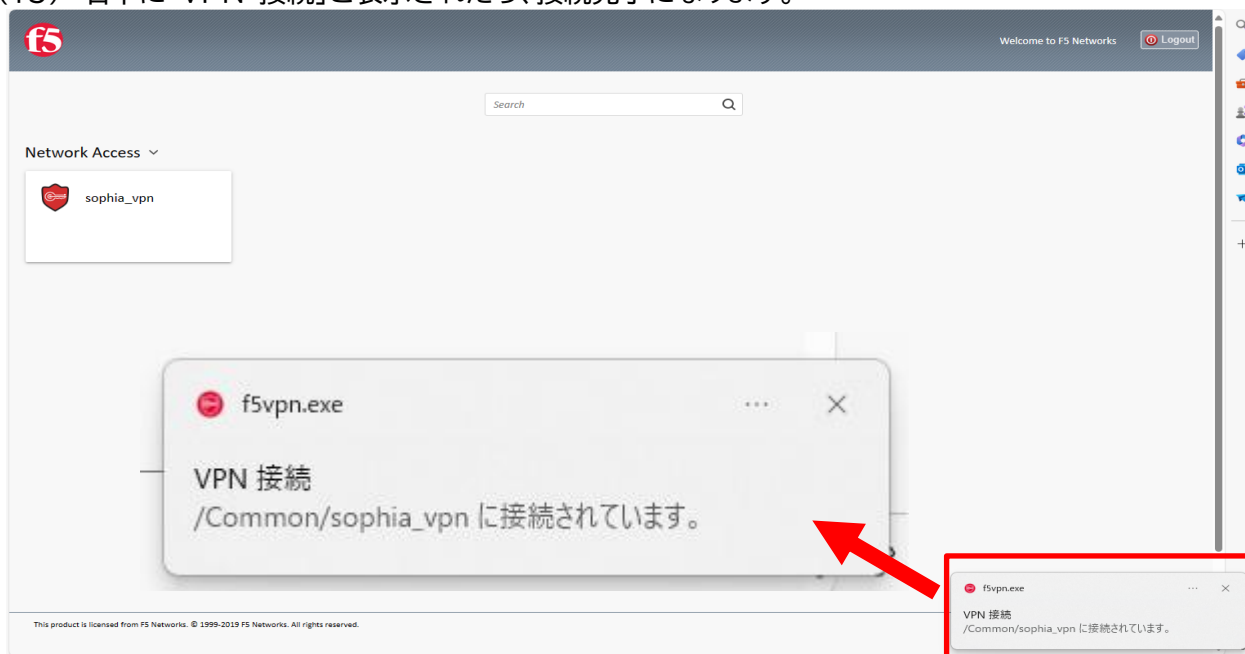 f5
Welcome to F5 Networks
Logout
Search
Network Access
sophia_vpn
f5vpn.exe
VPN 接続
/Common/sophia_vpn に接続されています。
f5vpn.exe
VPN 接続
/Common/sophia_vpn に接続されています。
This product is licensed from F5 Networks. © 1999-2019 F5 Networks. All rights reserved.